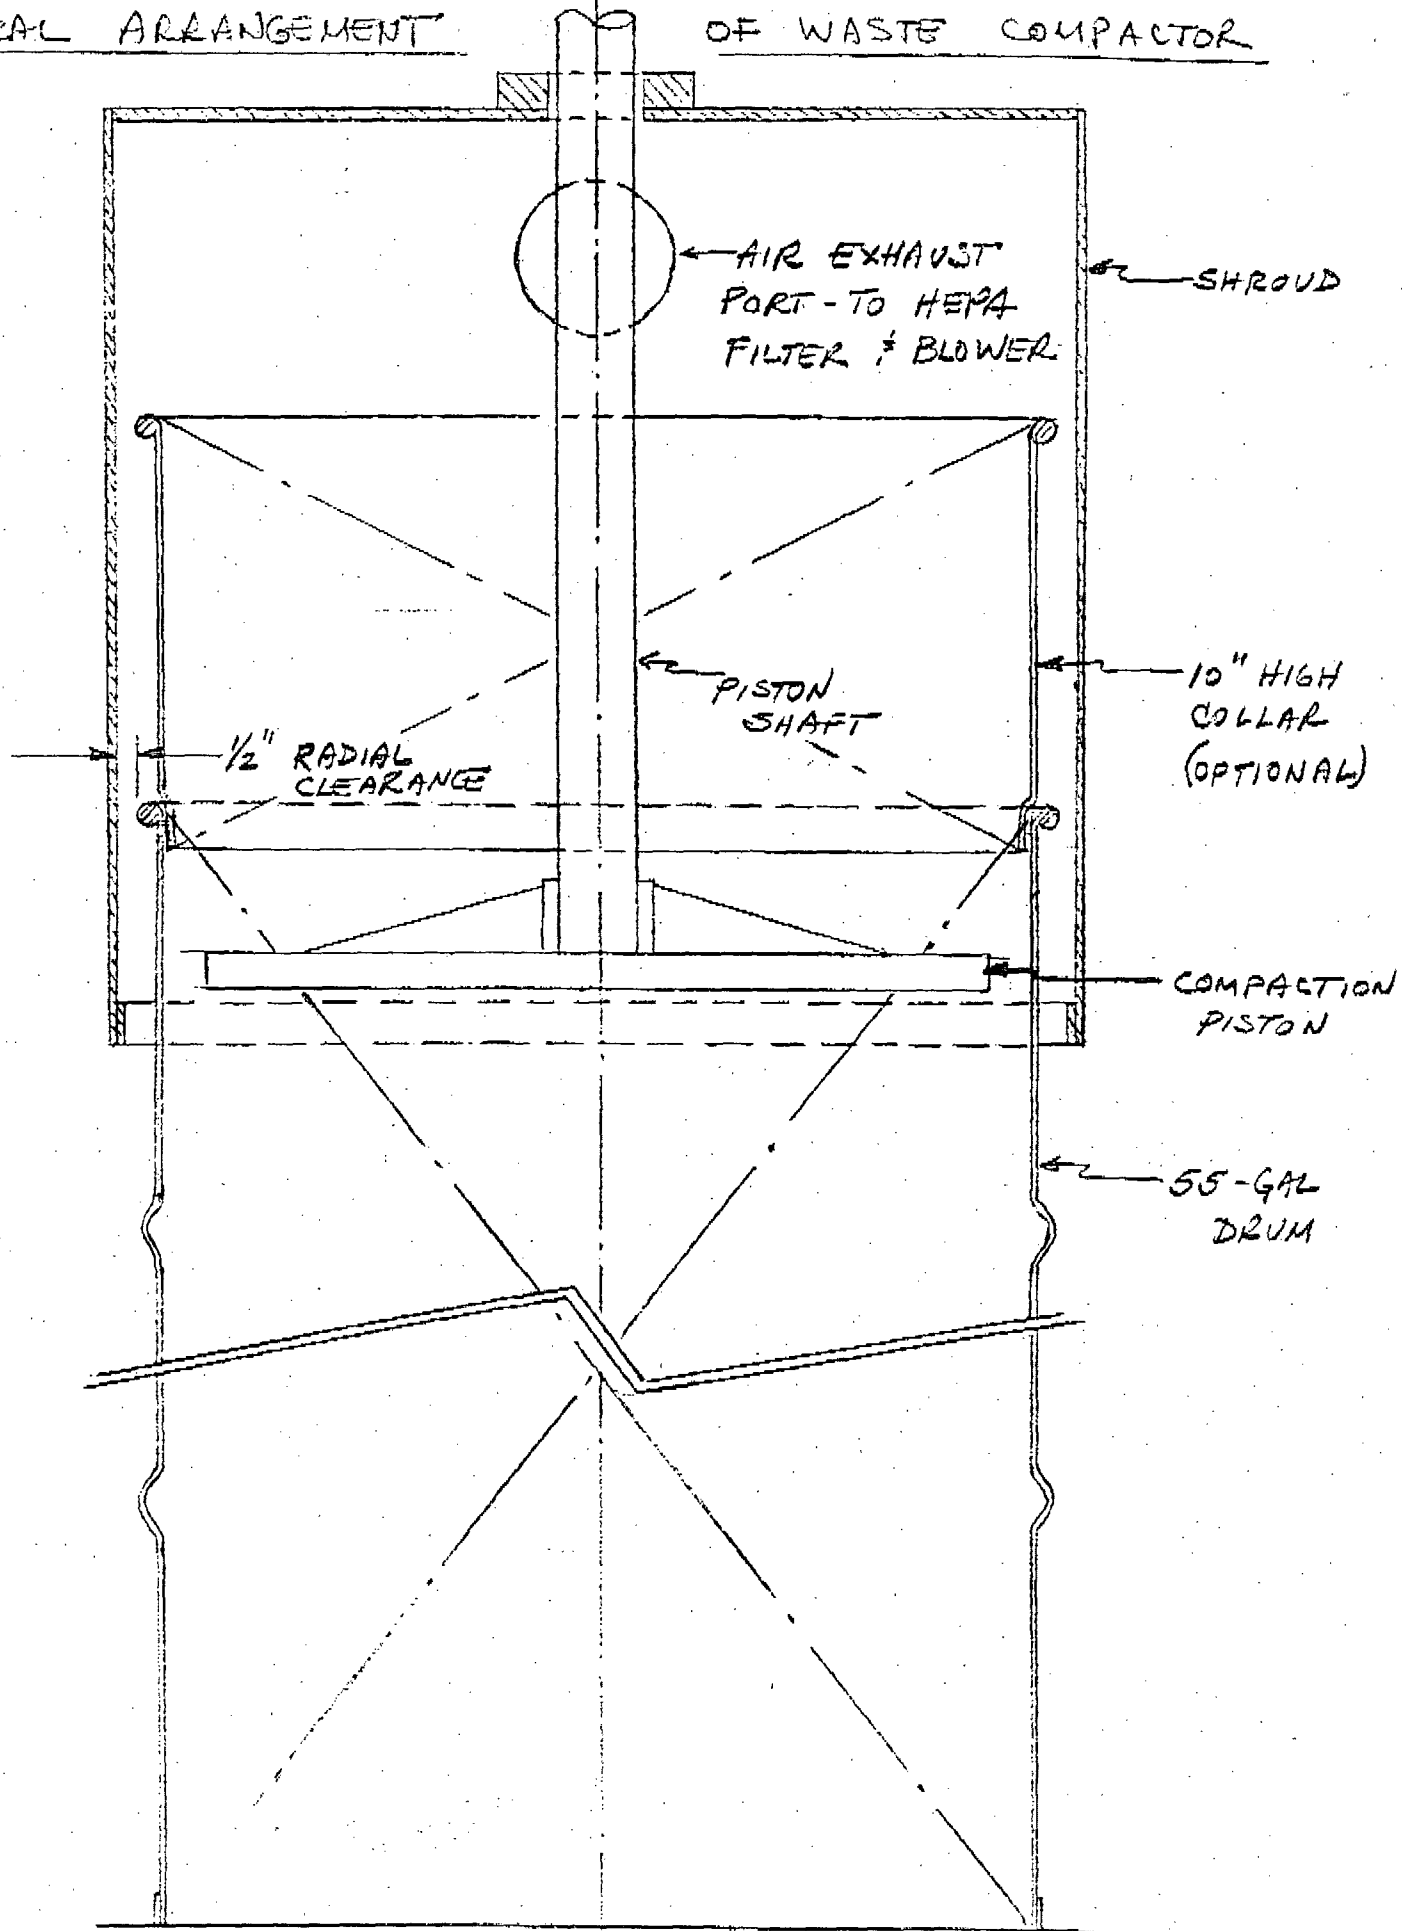 RAL ARRANGEMENT OF WASTE COMPACTOR
AIR EXHAUST
PORT - TO HEPA
FILTER & BLOWER
SHROUD
PISTON
SHAFT
10" HIGH
COLLAR
(OPTIONAL)
1/2" RADIAL
CLEARANCE
COMPACTION
PISTON
55-GAL
DRUM